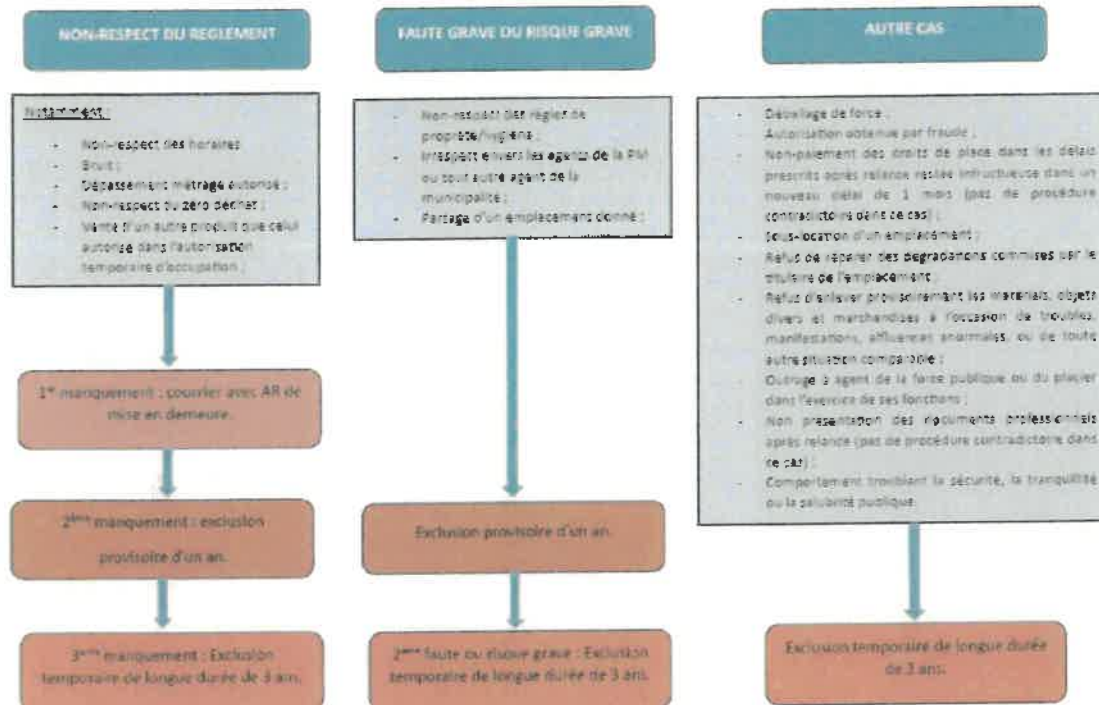 NON-RESPECT DU REGLEMENT
Notamment :
- Non-respect des horaires
- Bruit ;
- Dépassement métrage autorisé ;
- Non-respect du zéro déchet ;
- Vente d'un autre produit que celui
autorisé dans l'autorisation
temporaire d'occupation ;
1er manquement : courrier avec AR de
mise en demeure.
2ème manquement : exclusion
provisoire d'un an.
3ème manquement : Exclusion
temporaire de longue durée de 3 ans.
FAUTE GRAVE OU RISQUE GRAVE
- Non-respect des règles de
propreté/hygiène ;
- Irrespect envers les agents de la PM
ou tout autre agent de la
municipalité ;
- Partage d'un emplacement donné ;
Exclusion provisoire d'un an.
2ème faute ou risque grave : Exclusion
temporaire de longue durée de 3 ans.
AUTRE CAS
- Déballage de force ;
- Autorisation obtenue par fraude ;
- Non-paiement des droits de place dans les délais
prescrits après relance restée infructueuse dans un
nouveau délai de 1 mois (pas de procédure
contradictoire dans ce cas) ;
- Sous-location d'un emplacement ;
- Refus de réparer des dégradations commises par le
titulaire de l'emplacement ;
- Refus d'enlever provisoirement les matériels, objets
divers et marchandises à l'occasion de troubles,
manifestations, affluences anormales, ou de toute
autre situation comparable ;
- Outrage à agent de la force publique ou du placier
dans l'exercice de ses fonctions ;
- Non présentation des documents professionnels
après relance (pas de procédure contradictoire dans
ce cas) ;
- Comportement troublant la sécurité, la tranquillité
ou la salubrité publique.
Exclusion temporaire de longue durée
de 3 ans.